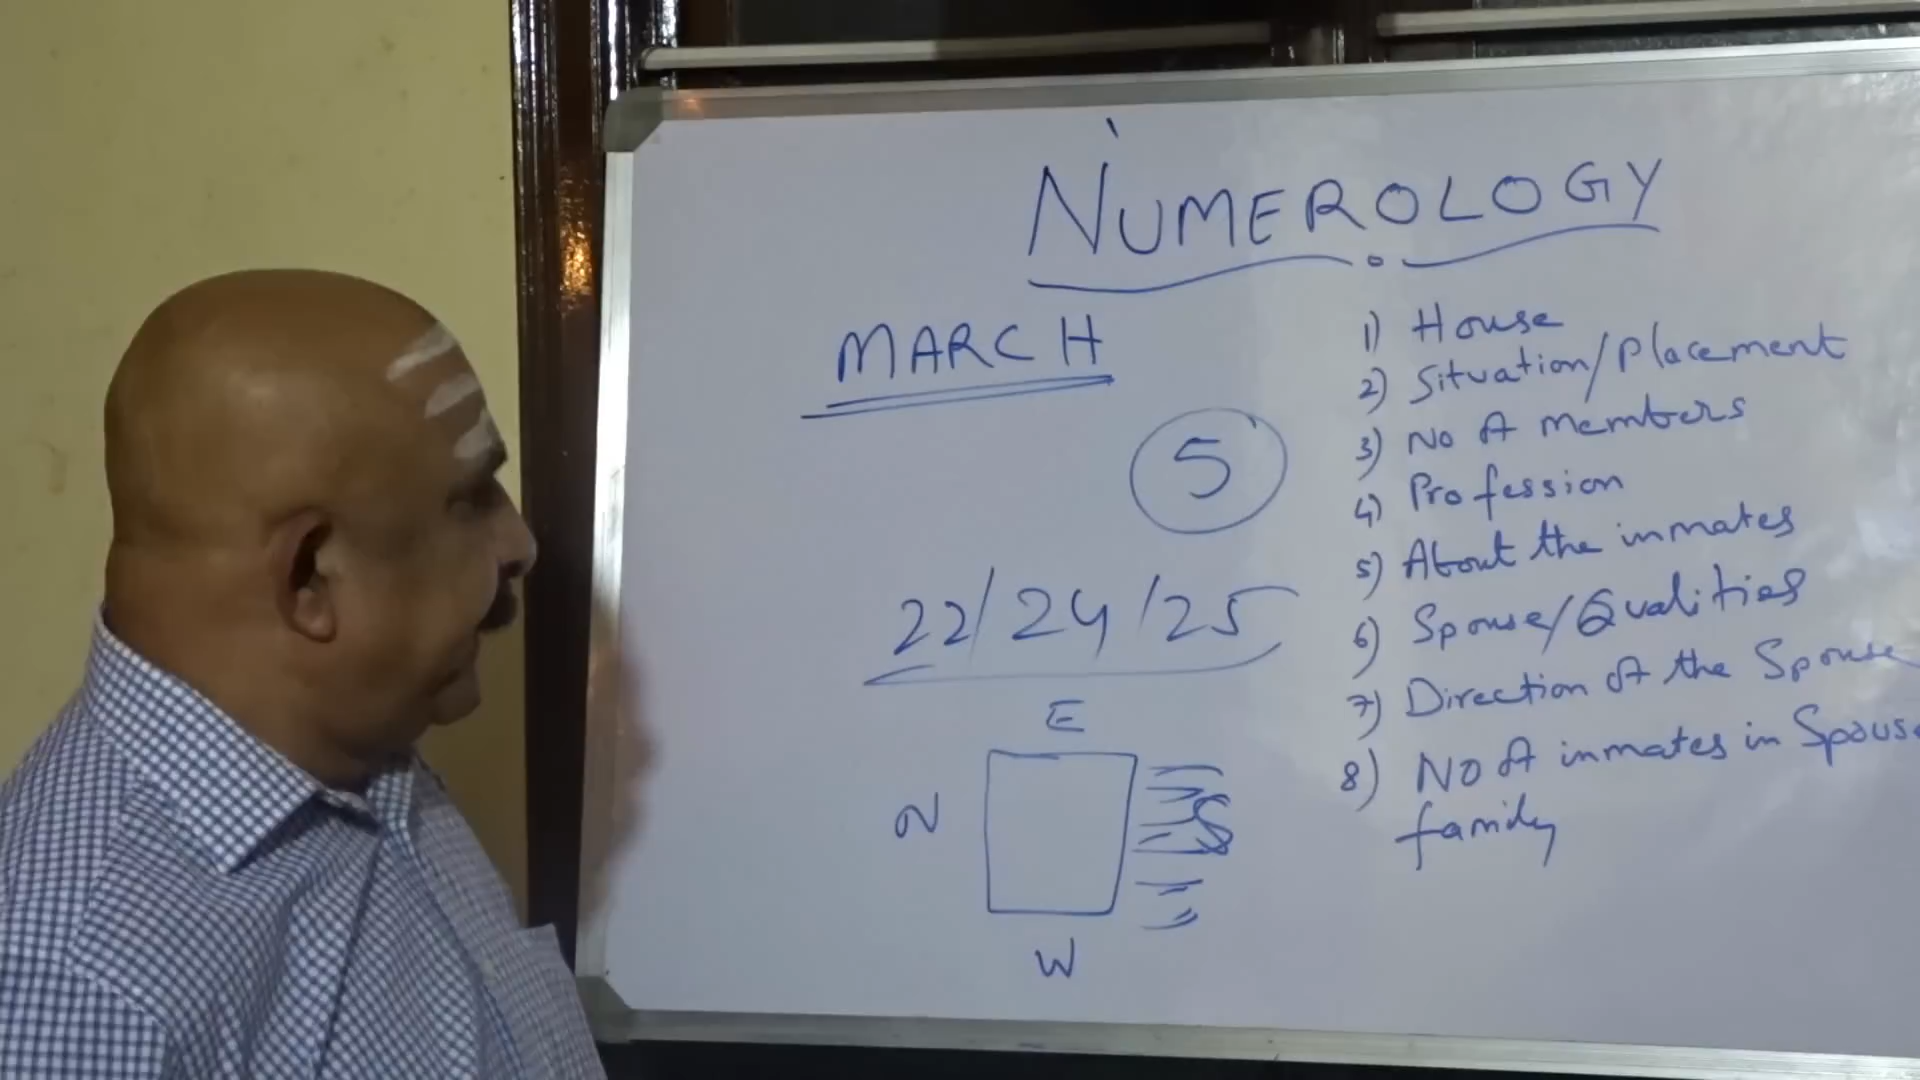 NUMEROLOGY
MARCH
5
22/24/25
E
N
S
W
1) House
2) Situation/Placement
3) No of members
4) Profession
5) About the inmates
6) Spouse/Qualities
7) Direction of the Spouse
8) No of inmates in Spouse
family